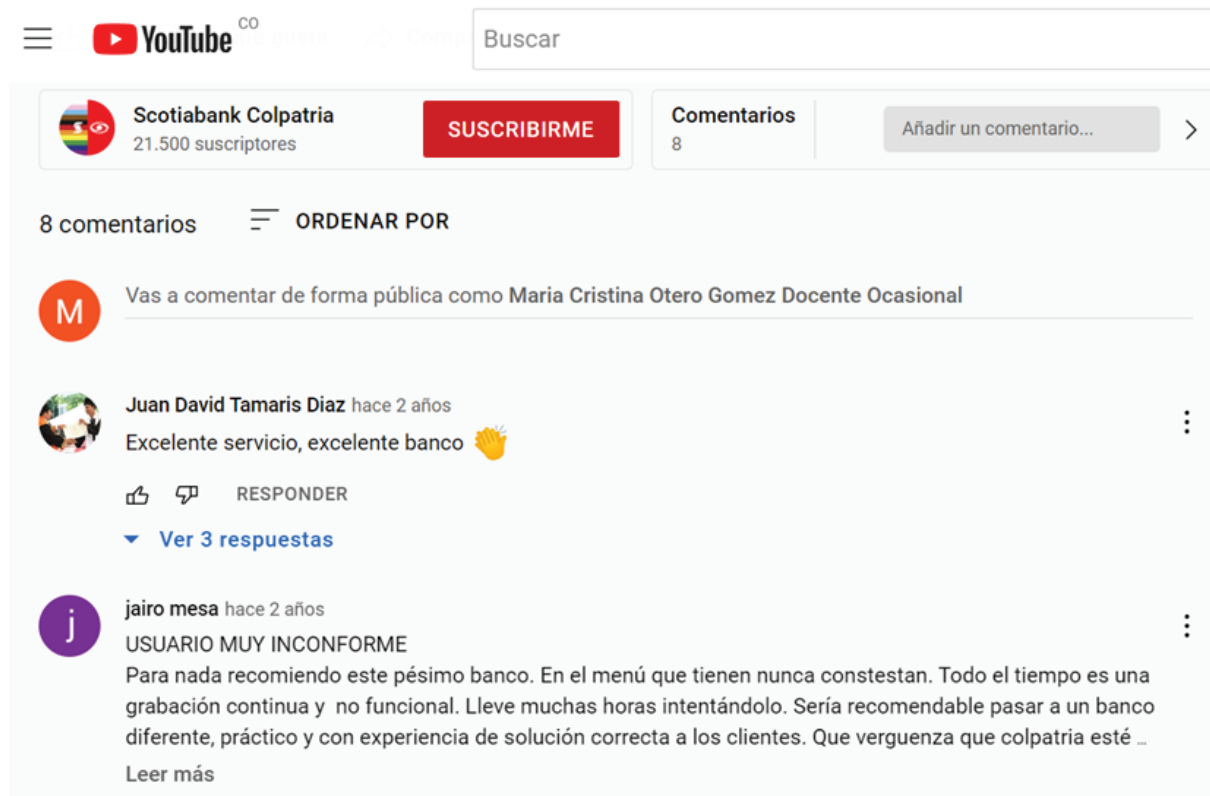 YouTube CO
Buscar
Scotiabank Colpatria
21.500 suscriptores
SUSCRIBIRME
Comentarios
8
Añadir un comentario...
8 comentarios
ORDENAR POR
M
Vas a comentar de forma pública como Maria Cristina Otero Gomez Docente Ocasional
Juan David Tamaris Diaz hace 2 años
Excelente servicio, excelente banco 👏
RESPONDER
Ver 3 respuestas
j
jairo mesa hace 2 años
USUARIO MUY INCONFORME
Para nada recomiendo este pésimo banco. En el menú que tienen nunca constestan. Todo el tiempo es una
grabación continua y no funcional. Lleve muchas horas intentándolo. Sería recomendable pasar a un banco
diferente, práctico y con experiencia de solución correcta a los clientes. Que verguenza que colpatria esté ...
Leer más